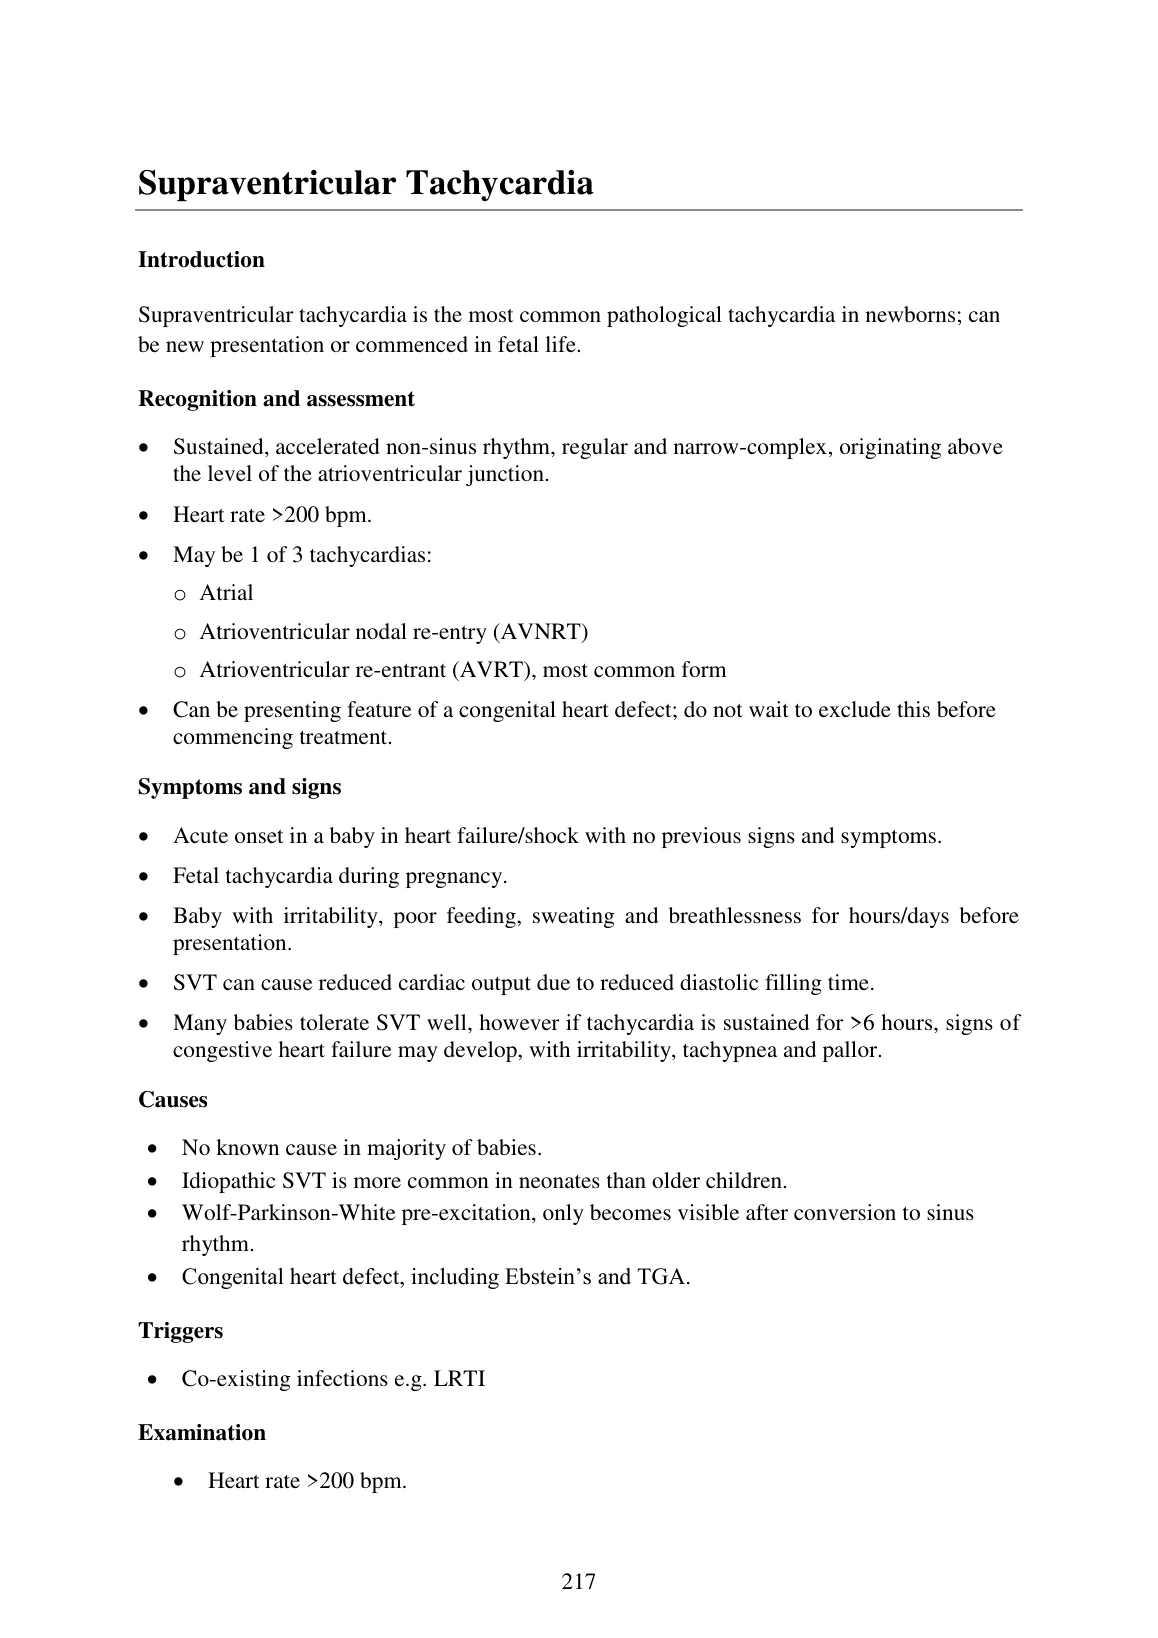 Supraventricular Tachycardia
Introduction
Supraventricular tachycardia is the most common pathological tachycardia in newborns; can
be new presentation or commenced in fetal life.
Recognition and assessment
• Sustained, accelerated non-sinus rhythm, regular and narrow-complex, originating above
the level of the atrioventricular junction.
• Heart rate >200 bpm.
• May be 1 of 3 tachycardias:
o Atrial
o Atrioventricular nodal re-entry (AVNRT)
o Atrioventricular re-entrant (AVRT), most common form
• Can be presenting feature of a congenital heart defect; do not wait to exclude this before
commencing treatment.
Symptoms and signs
• Acute onset in a baby in heart failure/shock with no previous signs and symptoms.
• Fetal tachycardia during pregnancy.
• Baby with irritability, poor feeding, sweating and breathlessness for hours/days before
presentation.
• SVT can cause reduced cardiac output due to reduced diastolic filling time.
• Many babies tolerate SVT well, however if tachycardia is sustained for >6 hours, signs of
congestive heart failure may develop, with irritability, tachypnea and pallor.
Causes
• No known cause in majority of babies.
• Idiopathic SVT is more common in neonates than older children.
• Wolf-Parkinson-White pre-excitation, only becomes visible after conversion to sinus
rhythm.
• Congenital heart defect, including Ebstein’s and TGA.
Triggers
• Co-existing infections e.g. LRTI
Examination
• Heart rate >200 bpm.
217